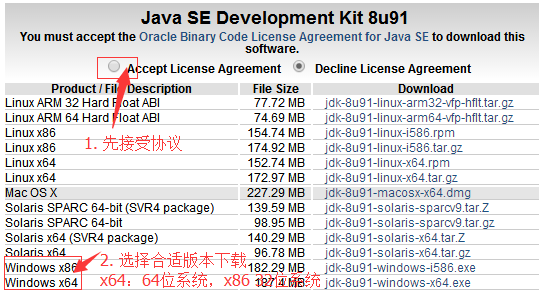 Java SE Development Kit 8u91
You must accept the Oracle Binary Code License Agreement for Java SE to download this
software.
Accept License Agreement Decline License Agreement
Product / File Description File Size Download
Linux ARM 32 Hard Float ABI 77.72 MB jdk-8u91-linux-arm32-vfp-hflt.tar.gz
Linux ARM 64 Hard Float ABI 74.69 MB jdk-8u91-linux-arm64-vfp-hflt.tar.gz
Linux x86 154.74 MB jdk-8u91-linux-i586.rpm
Linux x86 174.92 MB jdk-8u91-linux-i586.tar.gz
Linux x64 152.74 MB jdk-8u91-linux-x64.rpm
Linux x64 172.97 MB jdk-8u91-linux-x64.tar.gz
Mac OS X 227.29 MB jdk-8u91-macosx-x64.dmg
Solaris SPARC 64-bit (SVR4 package) 139.59 MB jdk-8u91-solaris-sparcv9.tar.Z
Solaris SPARC 64-bit 98.95 MB jdk-8u91-solaris-sparcv9.tar.gz
Solaris x64 (SVR4 package) 140.29 MB jdk-8u91-solaris-x64.tar.Z
Solaris x64 96.78 MB jdk-8u91-solaris-x64.tar.gz
Windows x86 182.29 MB jdk-8u91-windows-i586.exe
Windows x64 187.4 MB jdk-8u91-windows-x64.exe
1. 先接受协议
2. 选择合适版本下载
x64：64位系统，x86 32位系统